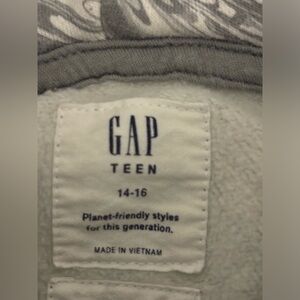 GAP
TEEN
14-16
Planet-friendly styles
for this generation.
MADE IN VIETNAM